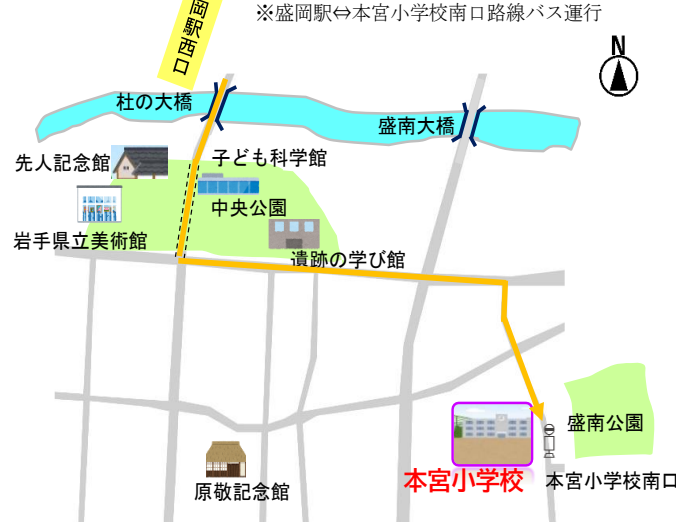 ※盛岡駅⇔本宮小学校南口路線バス運行
岡駅西口
N
杜の大橋
盛南大橋
先人記念館
子ども科学館
中央公園
岩手県立美術館
遺跡の学び館
盛南公園
本宮小学校
本宮小学校南口
原敬記念館